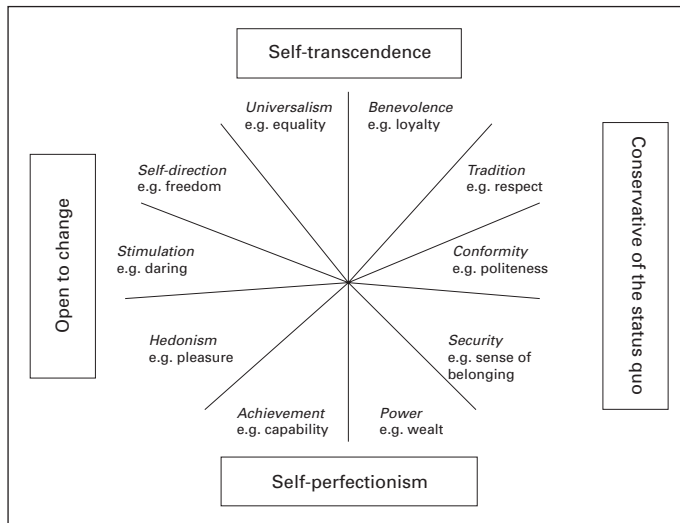 Self-transcendence
Universalism
e.g. equality
Benevolence
e.g. loyalty
Self-direction
e.g. freedom
Tradition
e.g. respect
Open to change
Conservative of the status quo
Stimulation
e.g. daring
Conformity
e.g. politeness
Hedonism
e.g. pleasure
Security
e.g. sense of
belonging
Achievement
e.g. capability
Power
e.g. wealt
Self-perfectionism